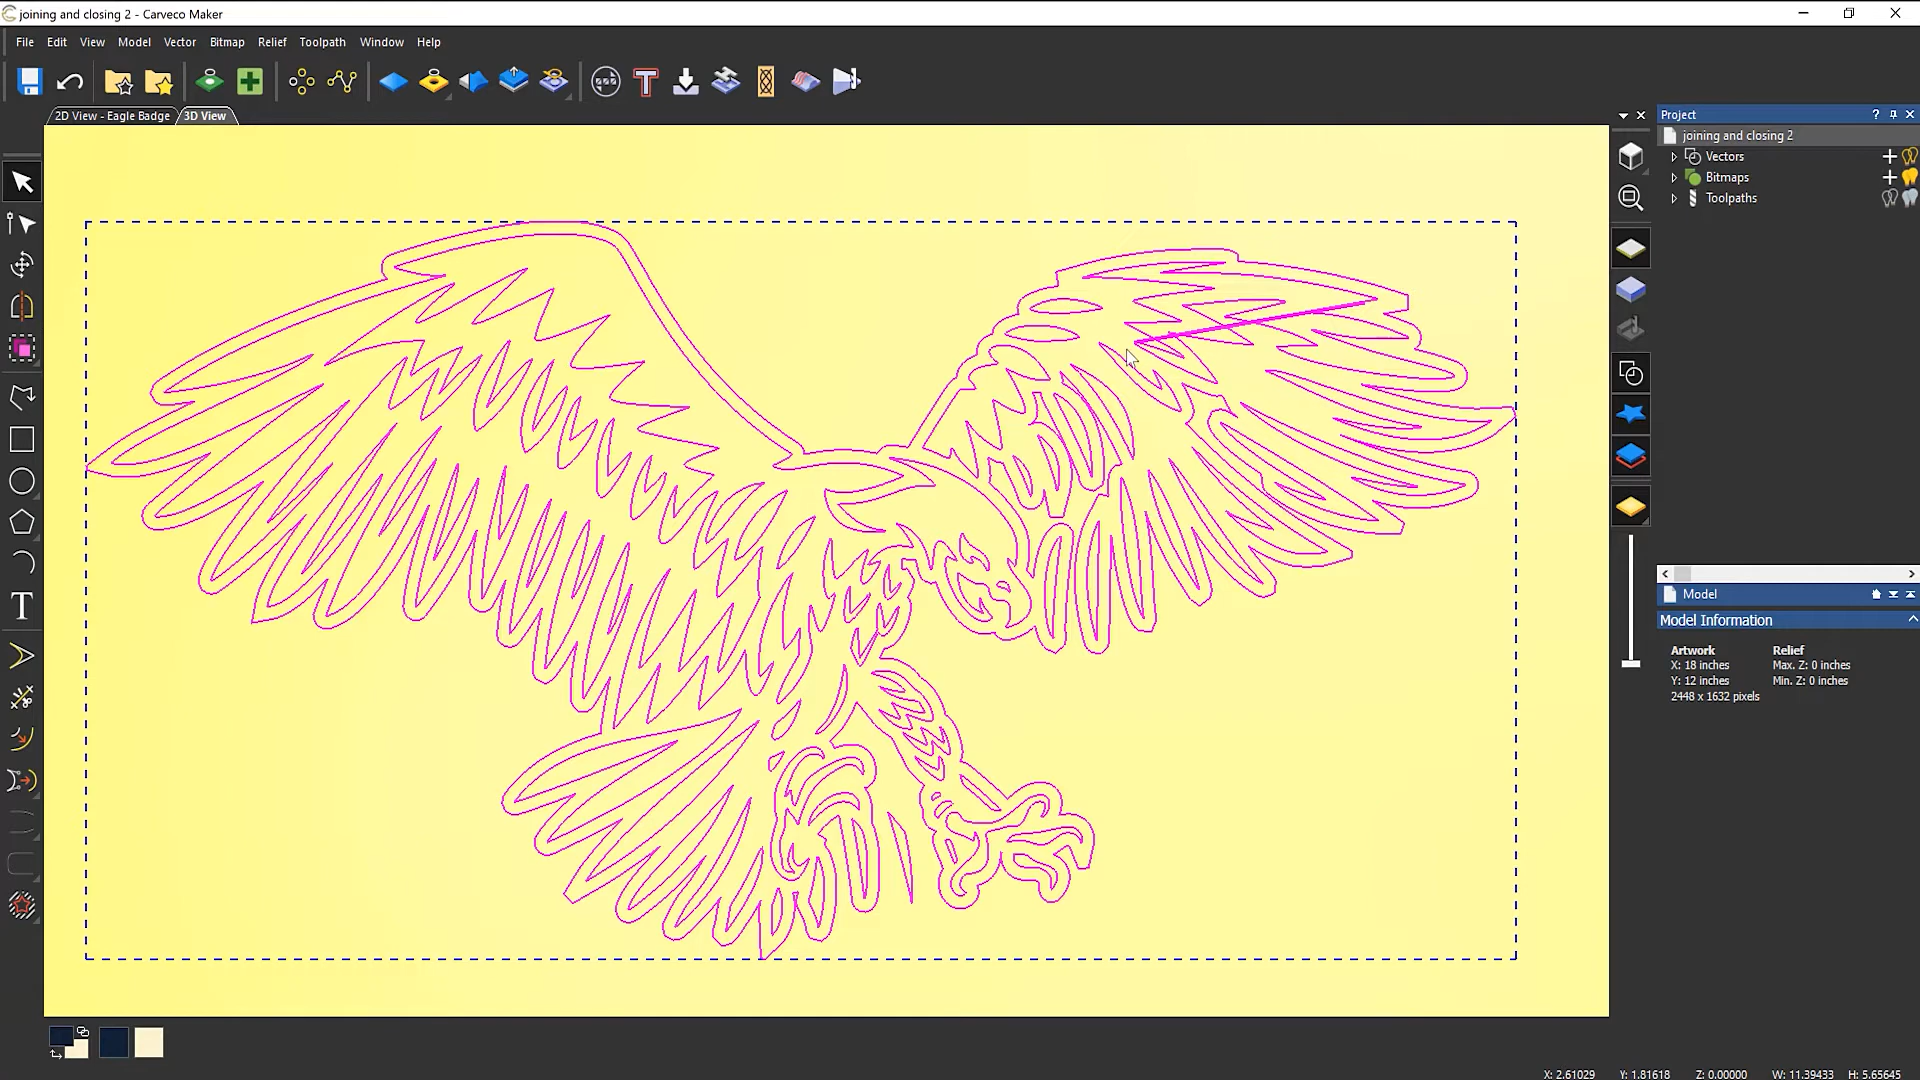 joining and closing 2 - Carveco Maker
File Edit View Model Vector Bitmap Relief Toolpath Window Help
2D View - Eagle Badge 3D View
Project
joining and closing 2
Vectors
Bitmaps
Toolpaths
Model
Model Information
Artwork Relief
X: 18 inches Max. Z: 0 inches
Y: 12 inches Min. Z: 0 inches
2448 x 1632 pixels
X: 2.61029 Y: 1.81618 Z: 0.00000 W: 11.39433 H: 5.65645